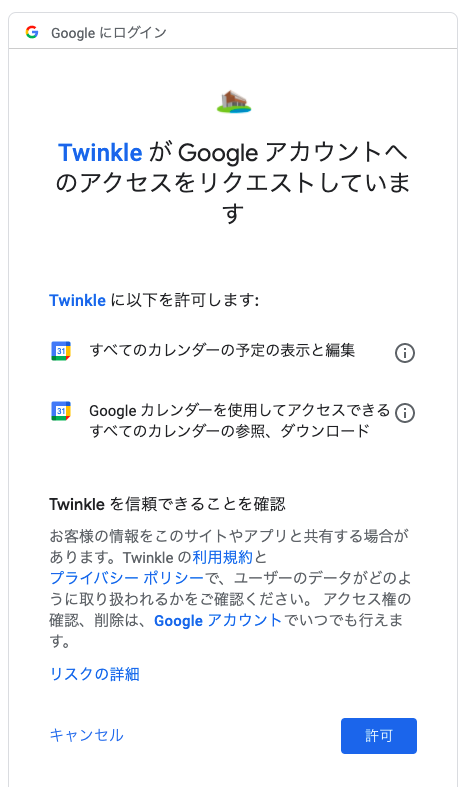 Google にログイン
Twinkle が Google アカウントへ
のアクセスをリクエストしていま
す
Twinkle に以下を許可します:
31
すべてのカレンダーの予定の表示と編集
31
Google カレンダーを使用してアクセスできる
すべてのカレンダーの参照、ダウンロード
Twinkle を信頼できることを確認
お客様の情報をこのサイトやアプリと共有する場合が
あります。Twinkle の利用規約と
プライバシー ポリシーで、ユーザーのデータがどのよ
うに取り扱われるかをご確認ください。 アクセス権の
確認、削除は、Google アカウントでいつでも行えま
す。
リスクの詳細
キャンセル
許可